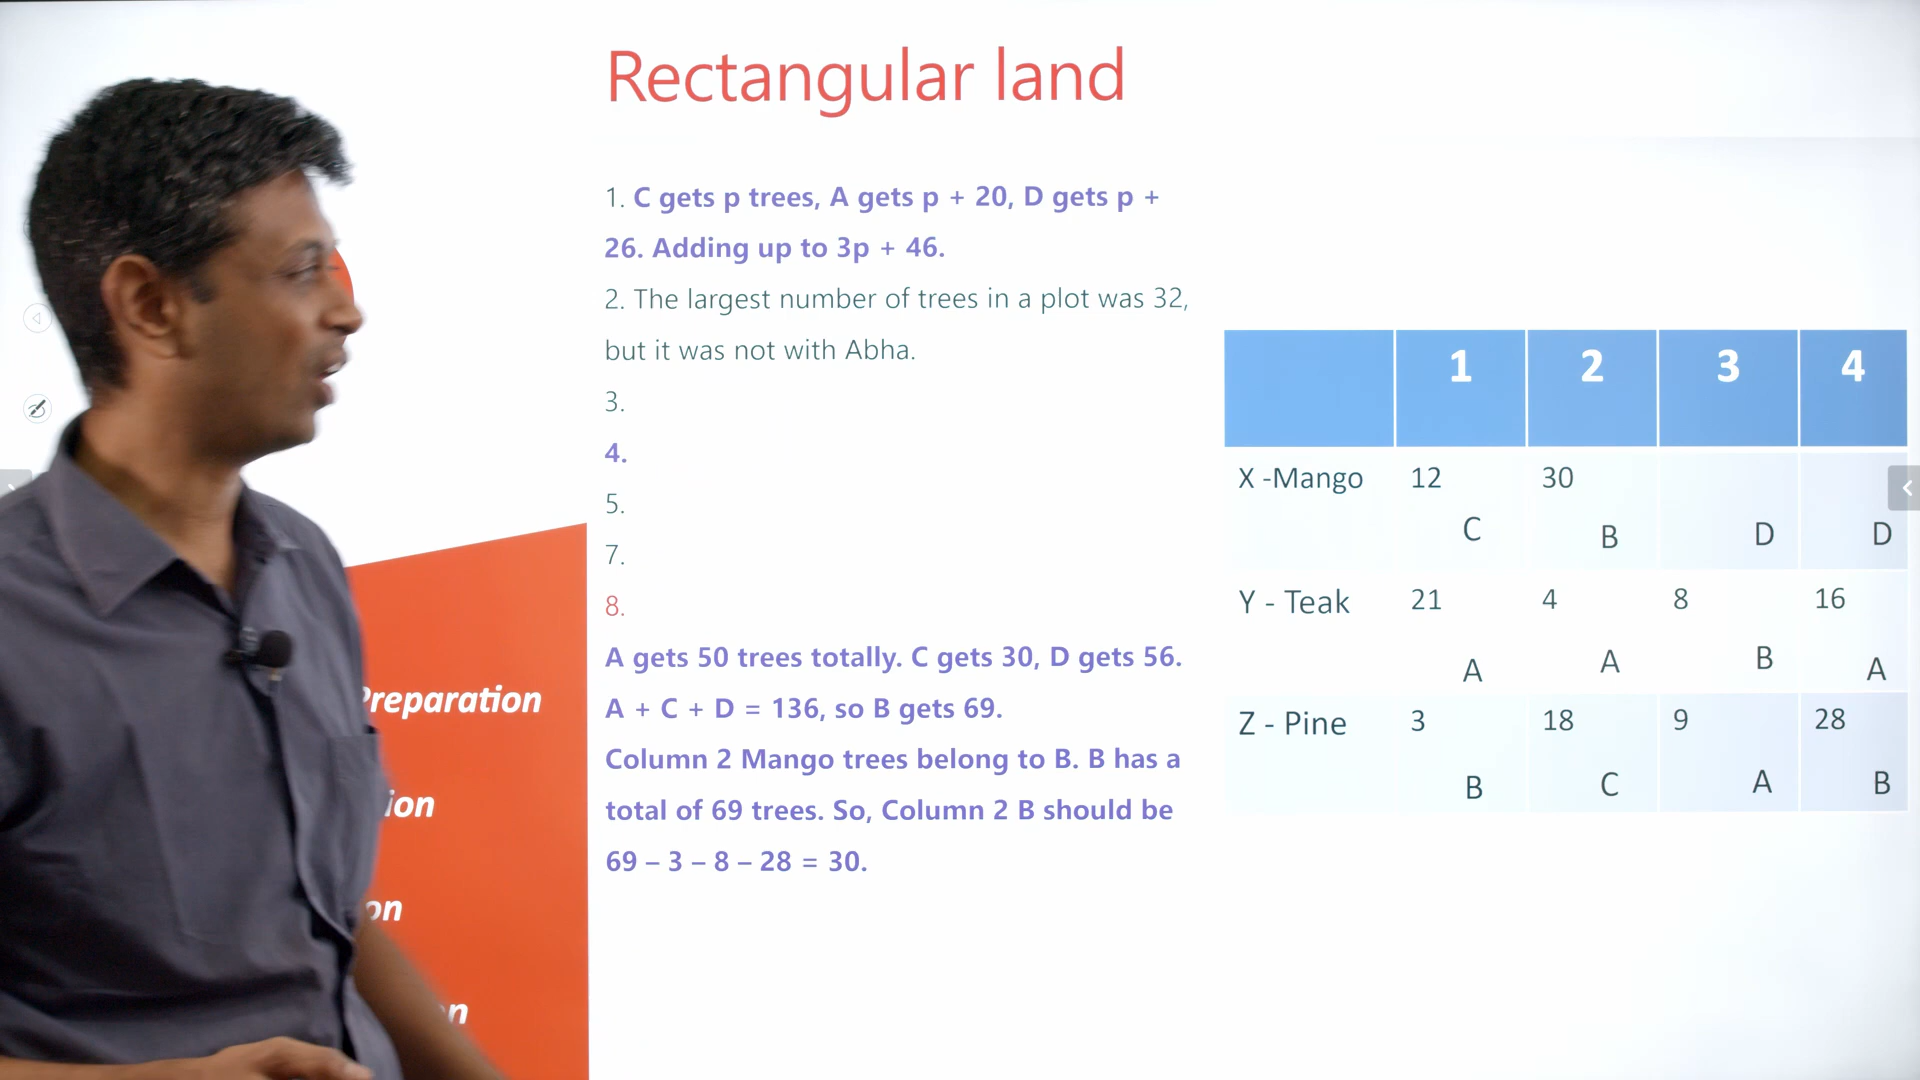 Rectangular land
1. C gets p trees, A gets p + 20, D gets p +
26. Adding up to 3p + 46.
2. The largest number of trees in a plot was 32,
but it was not with Abha.
3.
4.
5.
7.
8.
A gets 50 trees totally. C gets 30, D gets 56.
A + C + D = 136, so B gets 69.
Column 2 Mango trees belong to B. B has a
total of 69 trees. So, Column 2 B should be
69 – 3 – 8 – 28 = 30.
1 2 3 4
X -Mango 12 30
C B D D
Y - Teak 21 4 8 16
A A B A
Z - Pine 3 18 9 28
B C A B